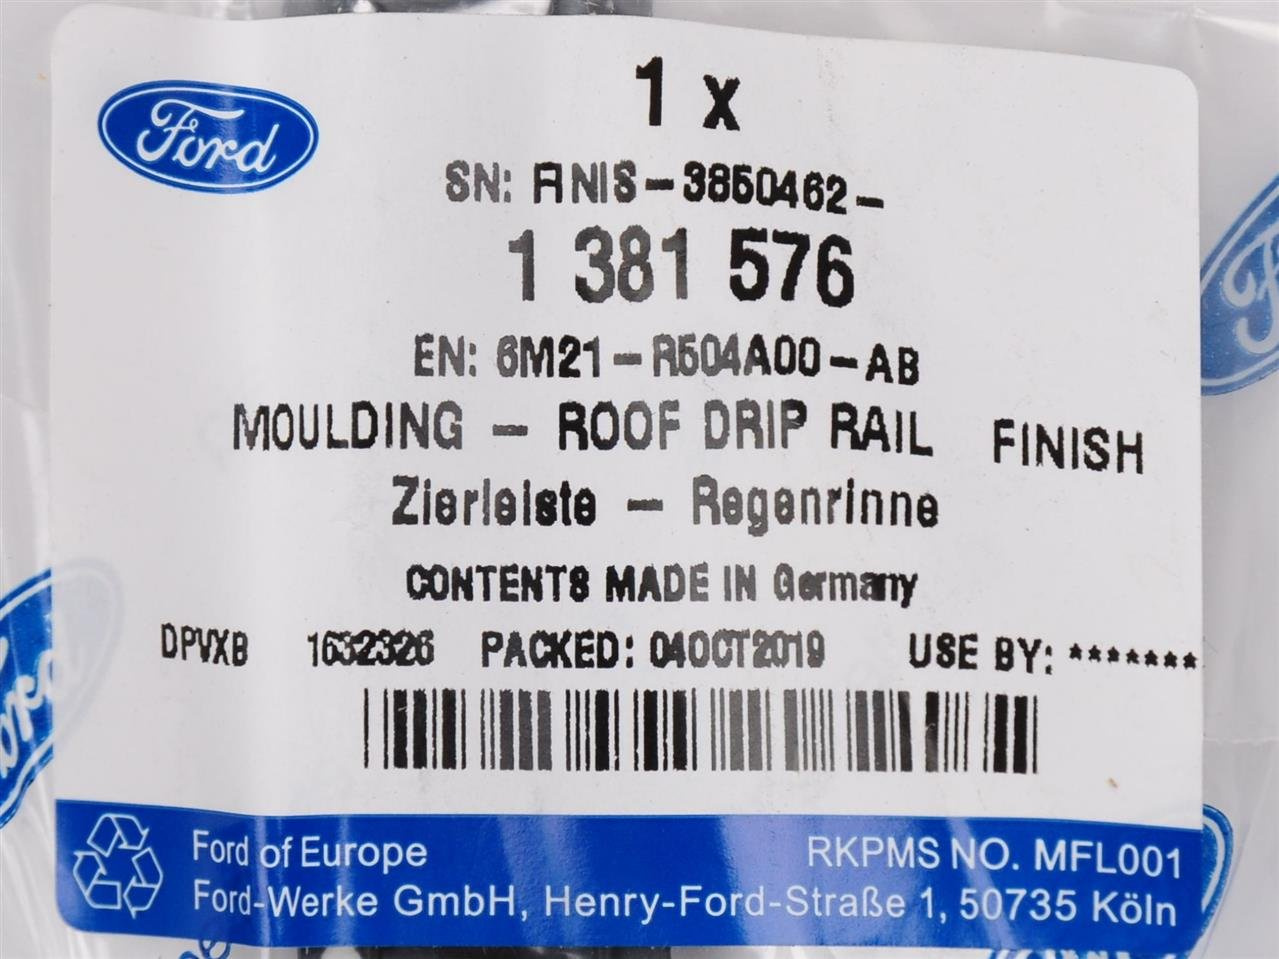 Ford
1 x
SN: FINIS-3850462-
1 381 576
EN: 6M21-R504A00-AB
MOULDING - ROOF DRIP RAIL FINISH
Zierleiste - Regenrinne
CONTENTS MADE IN Germany
DPVXB 1632326 PACKED: 04OCT2019 USE BY: *******
Ford of Europe RKPMS NO. MFL001
Ford-Werke GmbH, Henry-Ford-Straße 1, 50735 Köln